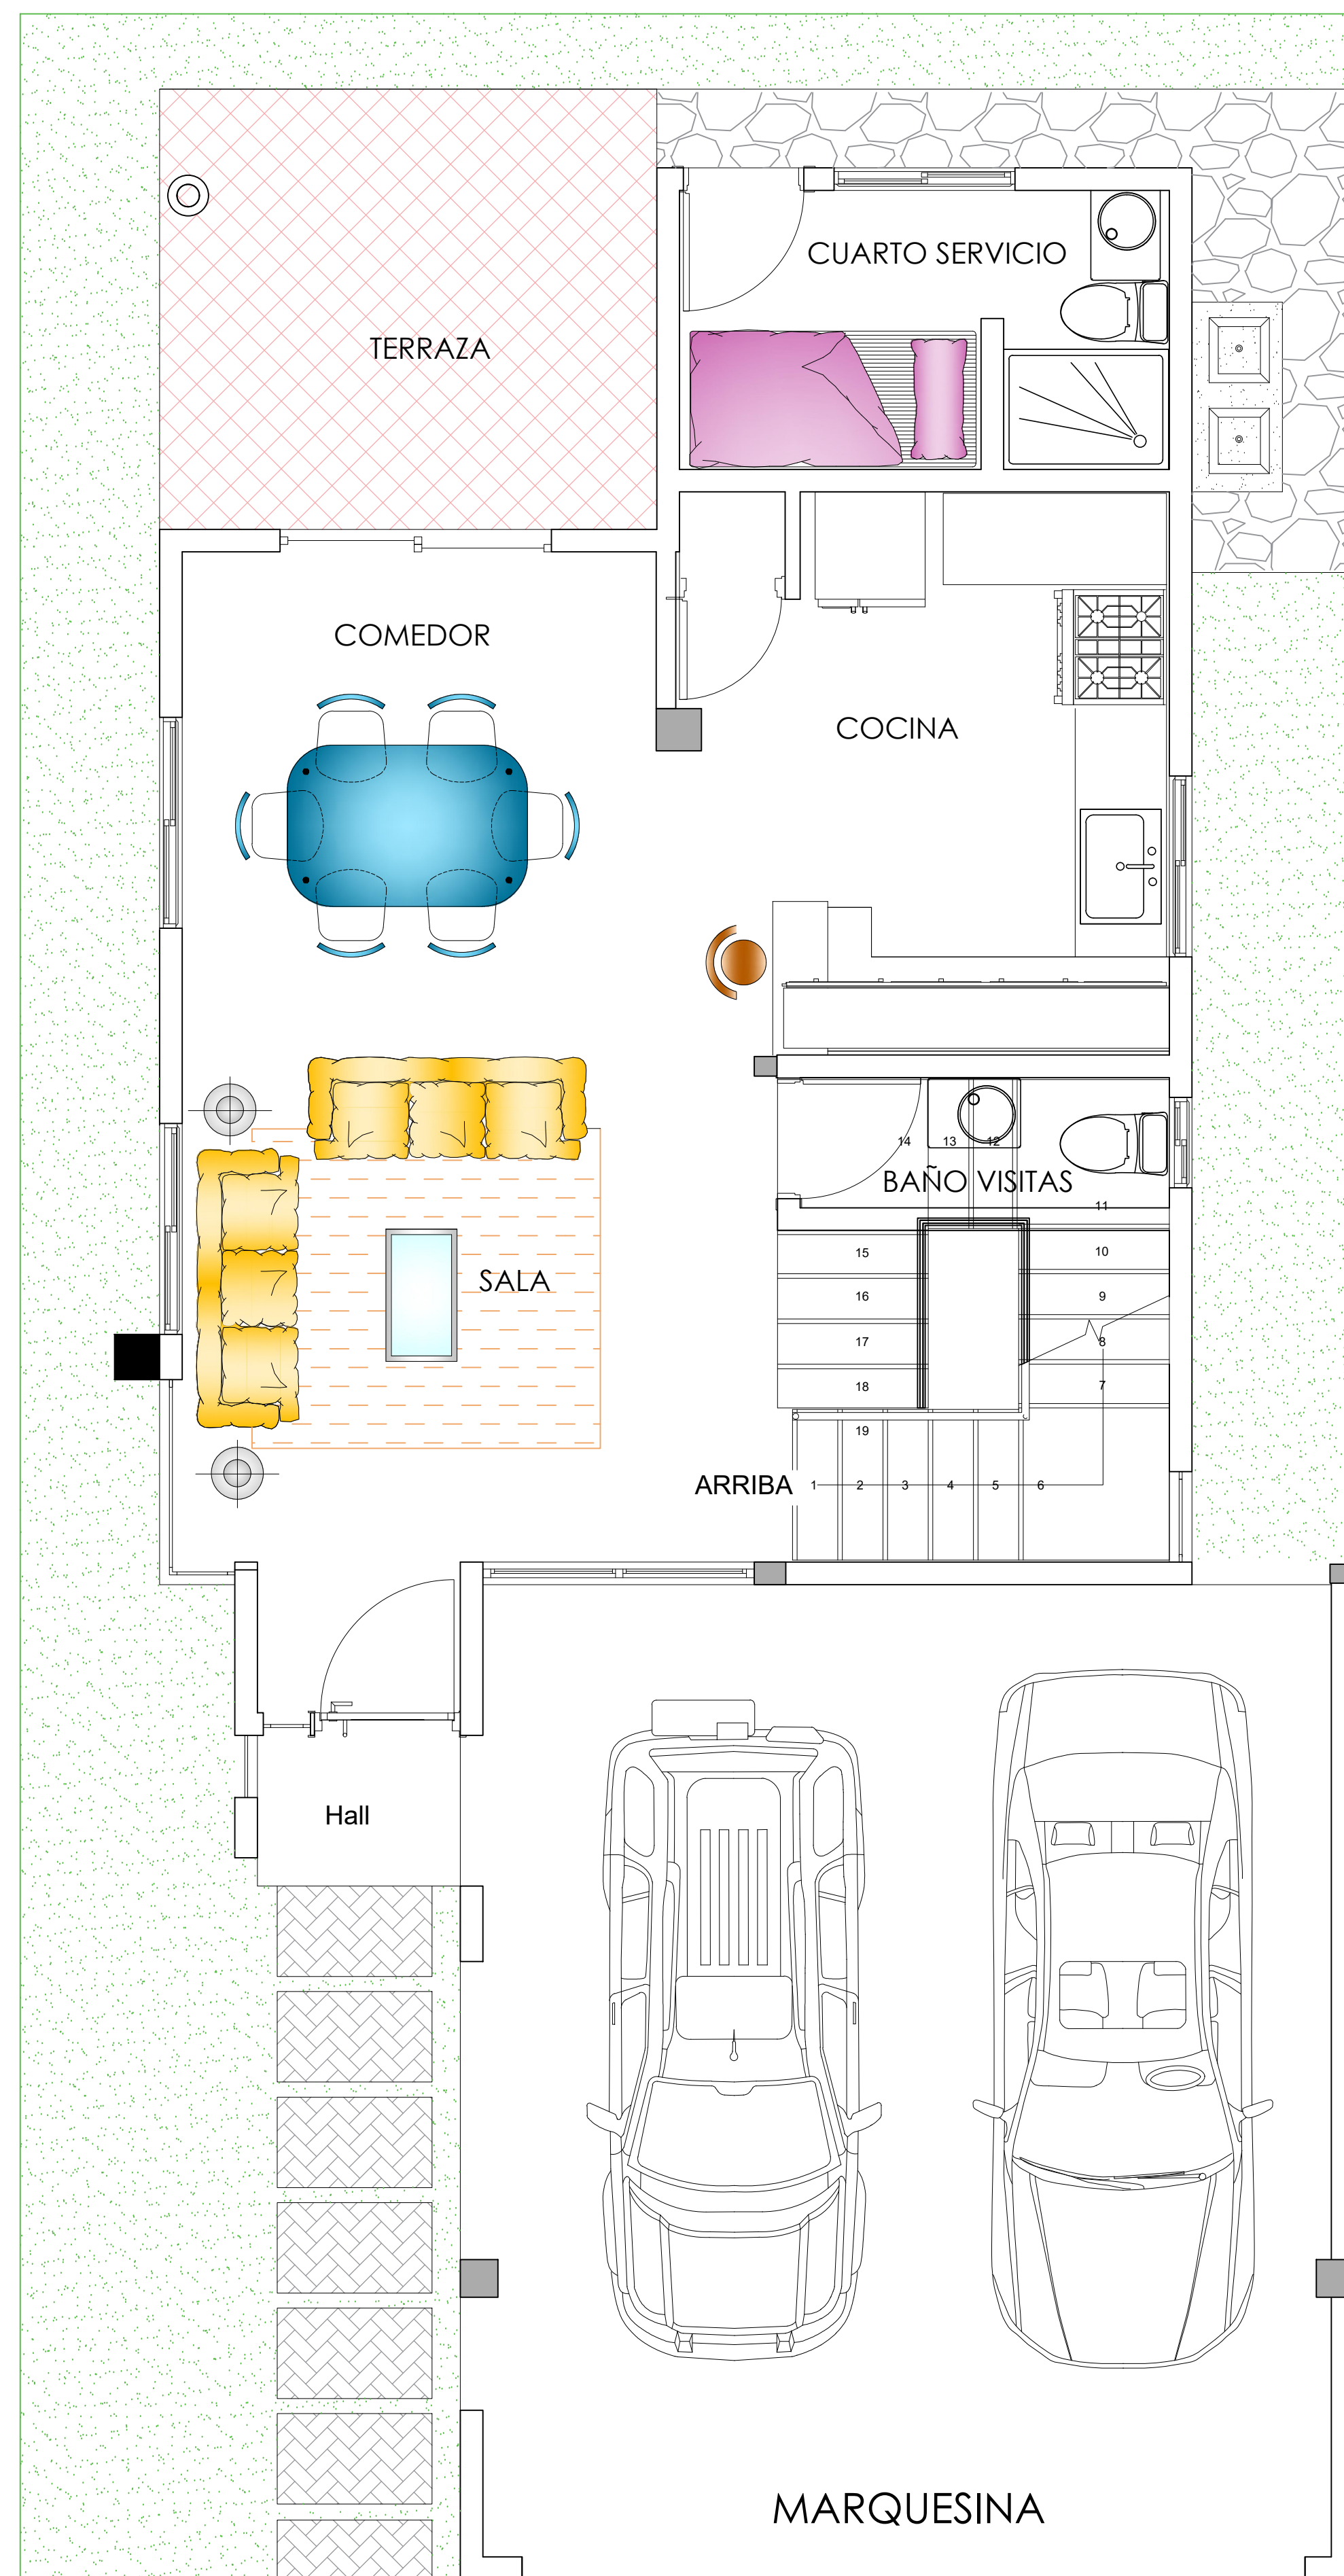 CUARTO SERVICIO
TERRAZA
COMEDOR
COCINA
14 13 12
BAÑO VISITAS
11
15 10
16 9
17 8
18 7
19
SALA
ARRIBA 1 2 3 4 5 6
Hall
MARQUESINA